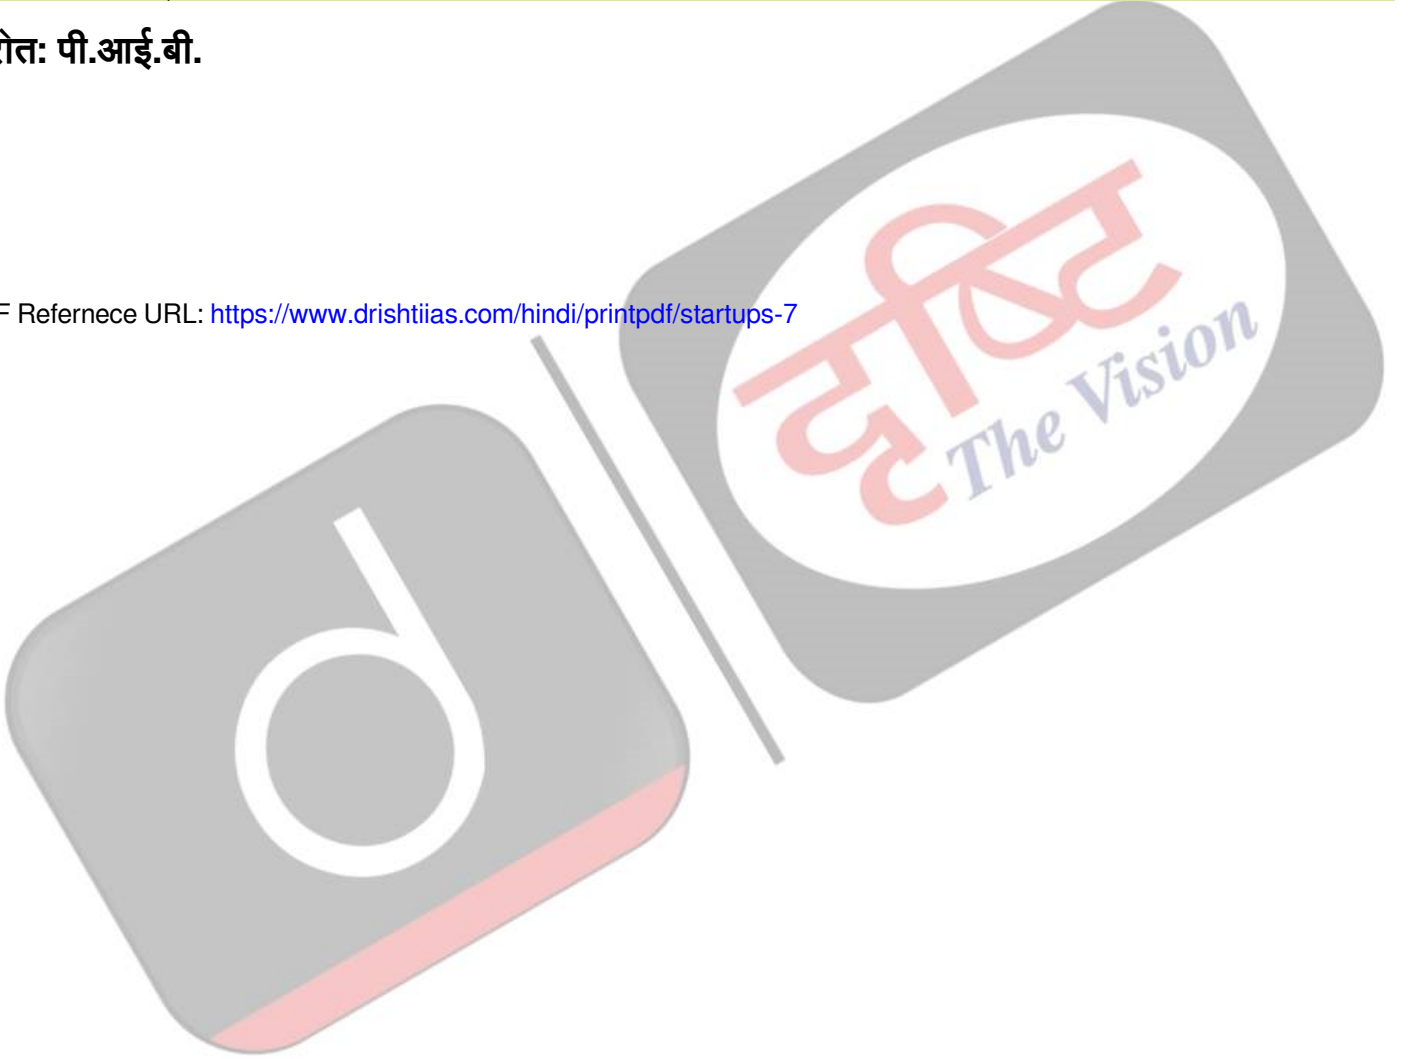 रोत: पी.आई.बी.
F Refernece URL: https://www.drishtiias.com/hindi/printpdf/startups-7
दृष्टि
The Vision
d